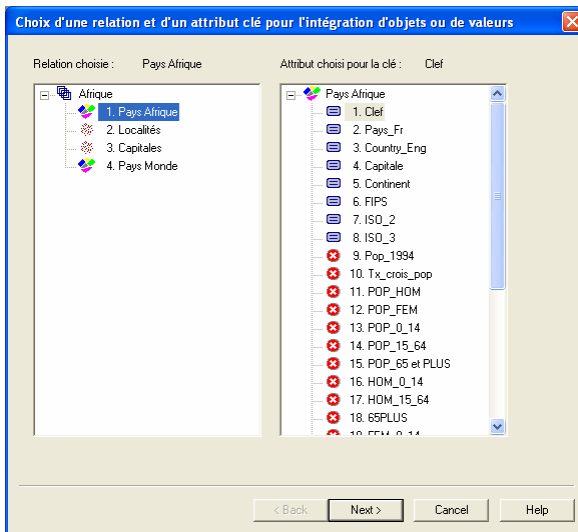 Choix d'une relation et d'un attribut clé pour l'intégration d'objets ou de valeurs
Relation choisie : Pays Afrique
Attribut choisi pour la clé : Clef
Afrique
1. Pays Afrique
2. Localités
3. Capitales
4. Pays Monde
Pays Afrique
1. Clef
2. Pays_Fr
3. Country_Eng
4. Capitale
5. Continent
6. FIPS
7. ISO_2
8. ISO_3
9. Pop_1994
10. Tx_crois_pop
11. POP_HOM
12. POP_FEM
13. POP_0_14
14. POP_15_64
15. POP_65 et PLUS
16. HOM_0_14
17. HOM_15_64
18. 65PLUS
19. FEM_0_14
< Back
Next >
Cancel
Help